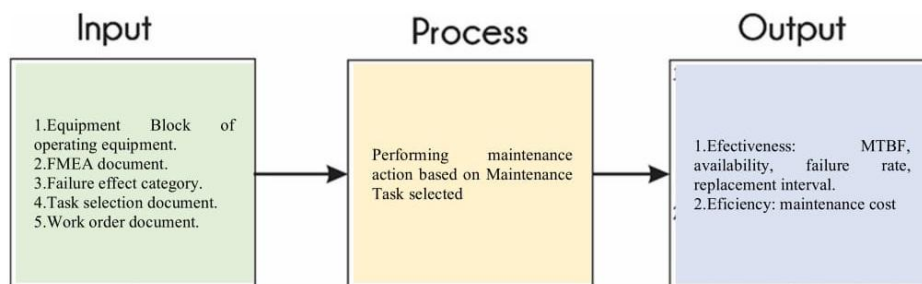 Input
Process
Output
1.Equipment Block of
operating equipment.
2.FMEA document.
3.Failure effect category.
4.Task selection document.
5.Work order document.
Performing maintenance
action based on Maintenance
Task selected
1.Efectiveness: MTBF,
availability, failure rate,
replacement interval.
2.Eficiency: maintenance cost